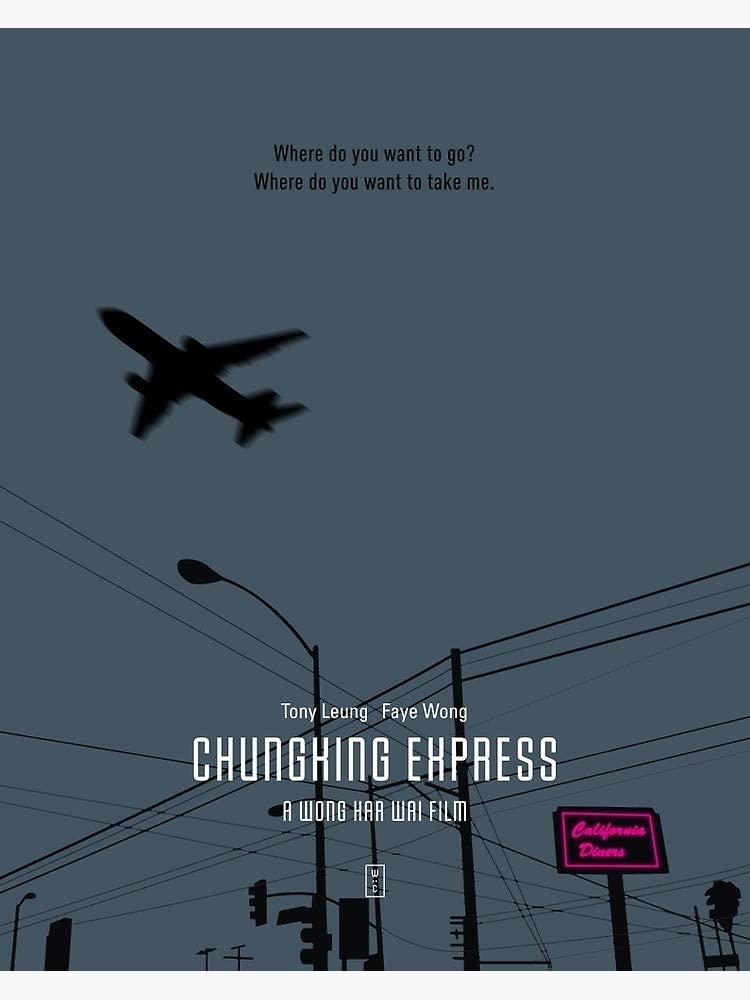 Where do you want to go?
Where do you want to take me.
Tony Leung Faye Wong
CHUNGKING EXPRESS
A WONG KAR WAI FILM
California
Diners